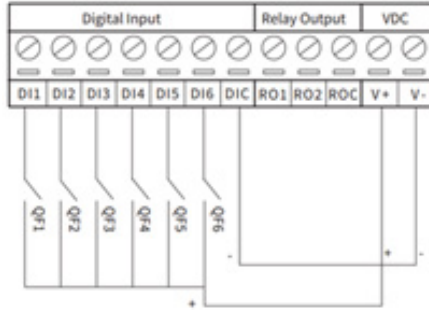 Digital Input Relay Output VDC
DI1 DI2 DI3 DI4 DI5 DI6 DIC RO1 RO2 ROC V+ V-
QF1 QF2 QF3 QF4 QF5 QF6
- + -
+